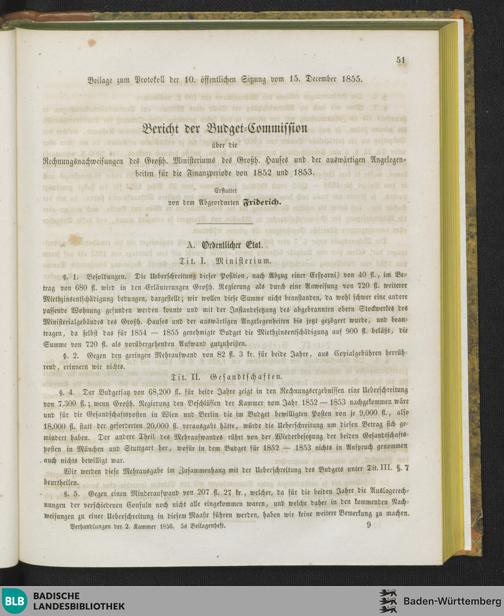 51
Beilage zum Protokoll der 10. öffentlichen Sitzung vom 15. December 1855.
Bericht der Budget-Commission
über die
Rechnungsnachweisungen des Großh. Ministeriums des Großh. Hauses und der auswärtigen Angelegen-
heiten für die Finanzperiode von 1852 und 1853.
Erstattet
von dem Abgeordneten Friderich.
A. Ordentlicher Etat.
Tit. I. Ministerium.
§. 1. Besoldungen. Die Ueberschreitung dieser Position, nach Abzug einer Ersparniß von 40 fl., im Be-
trag von 680 fl. wird in den Erläuterungen Großh. Regierung als durch eine Anweisung von 720 fl. weiterer
Miethzinsentschädigung bedungen, dargestellt; wir wollen diese Summe nicht beanstanden, da wohl schwer eine andere
passende Wohnung gefunden werden konnte und mit der Instandsetzung des abgebrannten obern Stockwerkes des
Ministerialgebäudes des Großh. Hauses und der auswärtigen Angelegenheiten bis jetzt gezögert wurde, und bean-
tragen, da selbst das für 1854 — 1855 genehmigte Budget die Miethzinsentschädigung auf 900 fl. beläßt, die
Summe von 720 fl. als vorübergehenden Aufwand gutzuheißen.
§. 2. Gegen den geringen Mehraufwand von 82 fl. 3 kr. für beide Jahre, aus Copialgebühren herrüh-
rend, erinnern wir nichts.
Tit. II. Gesandtschaften.
§. 4. Der Budgetsatz von 68,200 fl. für beide Jahre zeigt in den Rechnungsergebnissen eine Ueberschreitung
von 7,300 fl.; wenn Großh. Regierung den Beschlüssen der Kammer von Jahr 1852 — 1853 nachgekommen wäre
und für die Gesandtschaftsposten in Wien und Berlin die im Budget bewilligten Posten von je 9,000 fl., also
18,000 fl. statt der geforderten 20,000 fl. verausgabt hätte, würde die Ueberschreitung um diesen Betrag sich ge-
mindert haben. Der andere Theil des Mehraufwandes rührt von der Wiederbesetzung der beiden Gesandtschafts-
posten in München und Stuttgart her, wofür in dem Budget für 1852 — 1853 nichts in Anspruch genommen
auch nichts bewilligt war.
Wir werden diese Mehrausgabe im Zusammenhang mit der Ueberschreitung des Budgets unter Tit. III. §. 7
beurtheilen.
§. 5. Gegen einen Minderaufwand von 207 fl. 27 kr., welcher, da für die beiden Jahre die Auslagerech-
nungen der verschiedenen Consuln noch nicht alle eingekommen waren, und welche daher in den kommenden Nach-
weisungen zu einer Ueberschreitung in diesem Maaße führen werden, haben wir keine weitere Bemerkung zu machen.
Verhandlungen der 2. Kammer 1856. 5s Beilagenheft. 9
BLB BADISCHE
LANDESBIBLIOTHEK
Baden-Württemberg